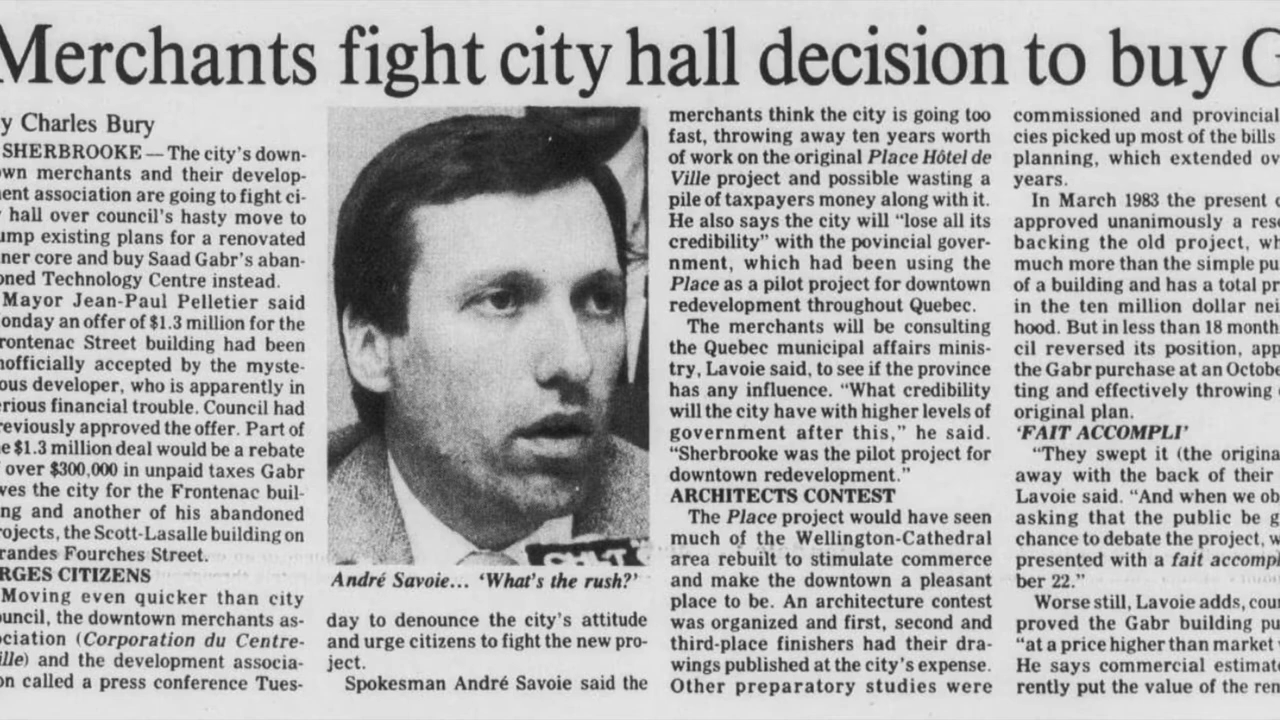 Merchants fight city hall decision to buy G
y Charles Bury
SHERBROOKE — The city's down-
wn merchants and their develop-
ent association are going to fight ci-
hall over council's hasty move to
ump existing plans for a renovated
ner core and buy Saad Gabr's aban-
oned Technology Centre instead.
Mayor Jean-Paul Pelletier said
onday an offer of $1.3 million for the
rontenac Street building had been
nofficially accepted by the myste-
ous developer, who is apparently in
erious financial trouble. Council had
reviously approved the offer. Part of
e $1.3 million deal would be a rebate
over $300,000 in unpaid taxes Gabr
ves the city for the Frontenac buil-
ng and another of his abandoned
rojects, the Scott-Lasalle building on
randes Fourches Street.
RGES CITIZENS
Moving even quicker than city
ouncil, the downtown merchants as-
ciation (Corporation du Centre-
ille) and the development associa-
on called a press conference Tues-
André Savoie... 'What's the rush?'
day to denounce the city's attitude
and urge citizens to fight the new pro-
ject.
Spokesman André Savoie said the
merchants think the city is going too
fast, throwing away ten years worth
of work on the original Place Hôtel de
Ville project and possible wasting a
pile of taxpayers money along with it.
He also says the city will "lose all its
credibility" with the povincial gover-
nment, which had been using the
Place as a pilot project for downtown
redevelopment throughout Quebec.
The merchants will be consulting
the Quebec municipal affairs minis-
try, Lavoie said, to see if the province
has any influence. "What credibility
will the city have with higher levels of
government after this," he said.
"Sherbrooke was the pilot project for
downtown redevelopment."
ARCHITECTS CONTEST
The Place project would have seen
much of the Wellington-Cathedral
area rebuilt to stimulate commerce
and make the downtown a pleasant
place to be. An architecture contest
was organized and first, second and
third-place finishers had their dra-
wings published at the city's expense.
Other preparatory studies were
commissioned and provincial
cies picked up most of the bills
planning, which extended ov
years.
In March 1983 the present c
approved unanimously a reso
backing the old project, wh
much more than the simple pu
of a building and has a total pr
in the ten million dollar nei
hood. But in less than 18 month
cil reversed its position, app
the Gabr purchase at an Octobe
ting and effectively throwing
original plan.
'FAIT ACCOMPLI'
"They swept it (the origina
away with the back of their
Lavoie said. "And when we ob
asking that the public be g
chance to debate the project, w
presented with a fait accompl
ber 22."
Worse still, Lavoie adds, cour
proved the Gabr building pu
"at a price higher than market
He says commercial estimate
rently put the value of the ren